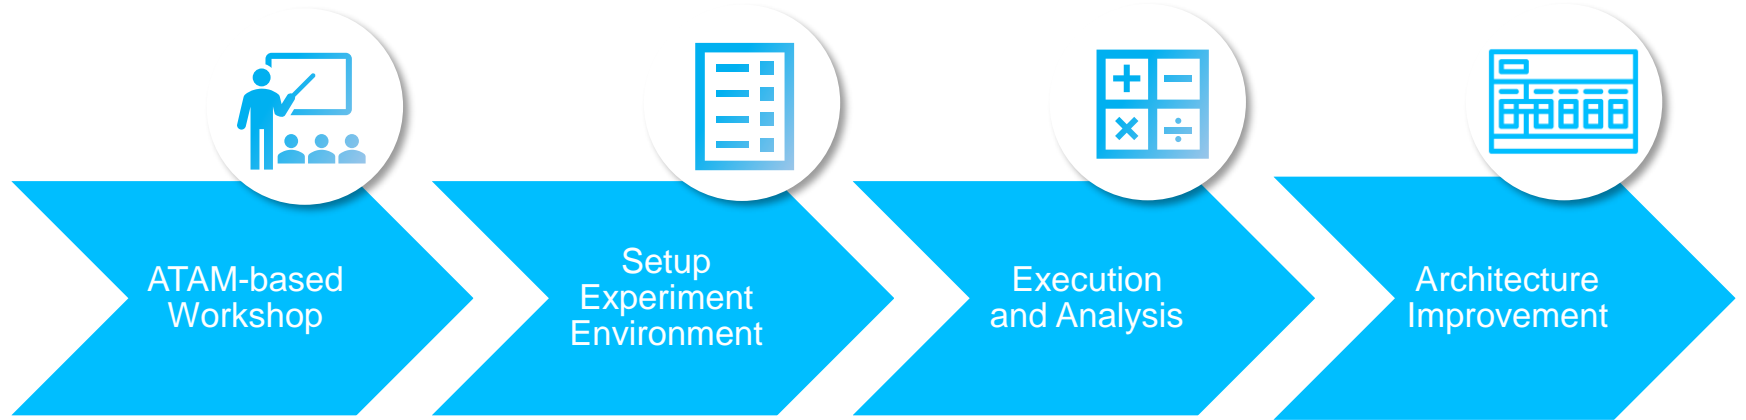 ATAM-based
Workshop
Setup
Experiment
Environment
Execution
and Analysis
Architecture
Improvement